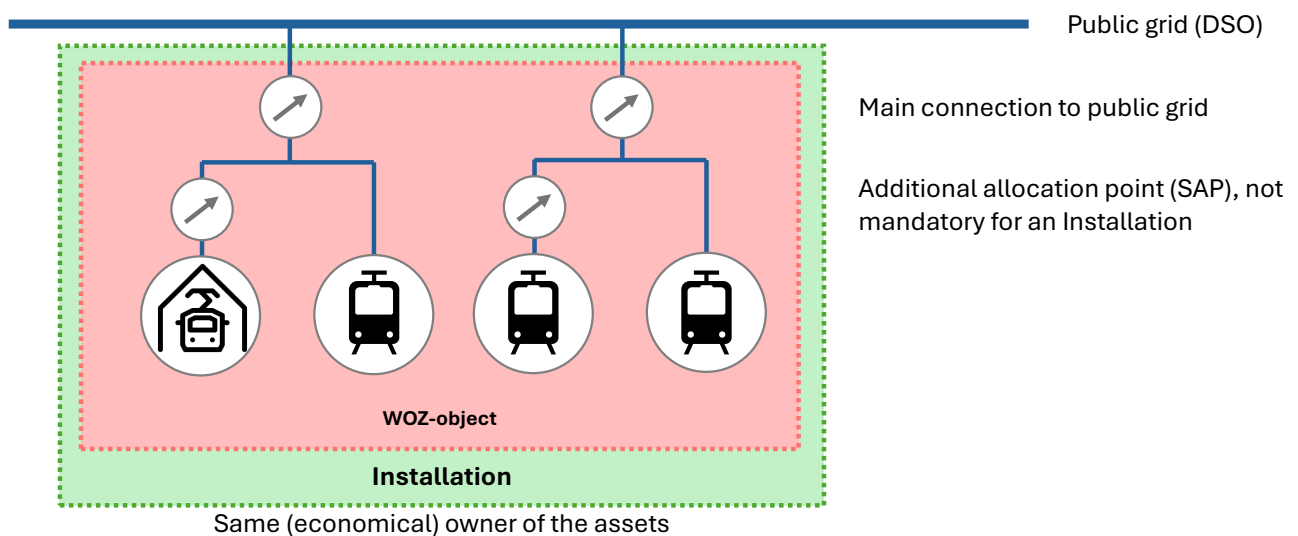 Public grid (DSO)
Main connection to public grid
Additional allocation point (SAP), not
mandatory for an Installation
WOZ-object
Installation
Same (economical) owner of the assets